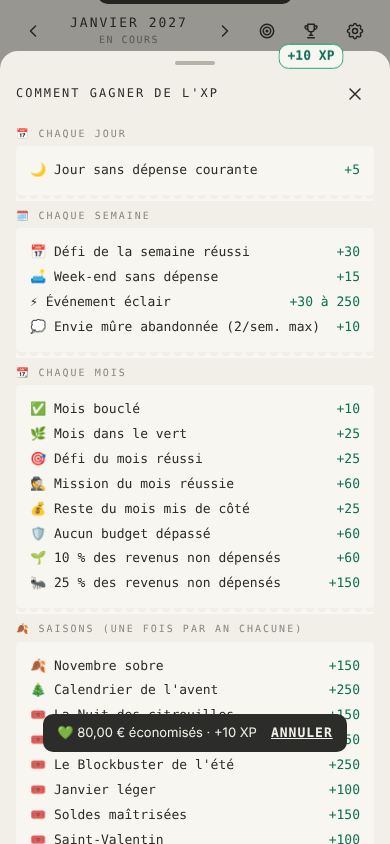 JANVIER 2027
EN COURS
+10 XP
COMMENT GAGNER DE L'XP
CHAQUE JOUR
Jour sans dépense courante +5
CHAQUE SEMAINE
Défi de la semaine réussi +30
Week-end sans dépense +15
Événement éclair +30 à 250
Envie mûre abandonnée (2/sem. max) +10
CHAQUE MOIS
Mois bouclé +10
Mois dans le vert +25
Défi du mois réussi +25
Mission du mois réussie +60
Reste du mois mis de côté +25
Aucun budget dépassé +60
10 % des revenus non dépensés +60
25 % des revenus non dépensés +150
SAISONS (UNE FOIS PAR AN CHACUNE)
Novembre sobre +150
Calendrier de l'avent +250
La Nuit des citrouilles +150
80,00 € économisés · +10 XP ANNULER
Le Blockbuster de l'été +250
Janvier léger +100
Soldes maîtrisées +150
Saint-Valentin +100